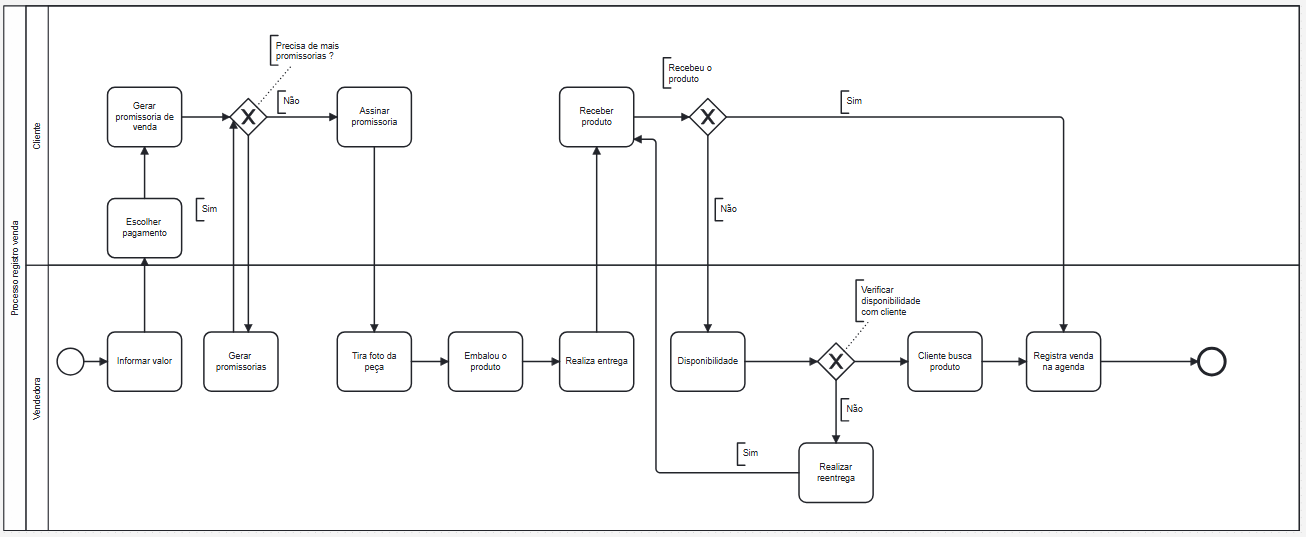 Processo registro venda
Cliente
Vendedora
Precisa de mais
promissorias ?
Gerar
promissoria de
venda
Não
Assinar
promissoria
Escolher
pagamento
Sim
Receber
produto
Recebeu o
produto
Sim
Não
Informar valor
Gerar
promissorias
Tira foto da
peça
Embalou o
produto
Realiza entrega
Disponibilidade
Verificar
disponibilidade
com cliente
Cliente busca
produto
Registra venda
na agenda
Não
Sim
Realizar
reentrega